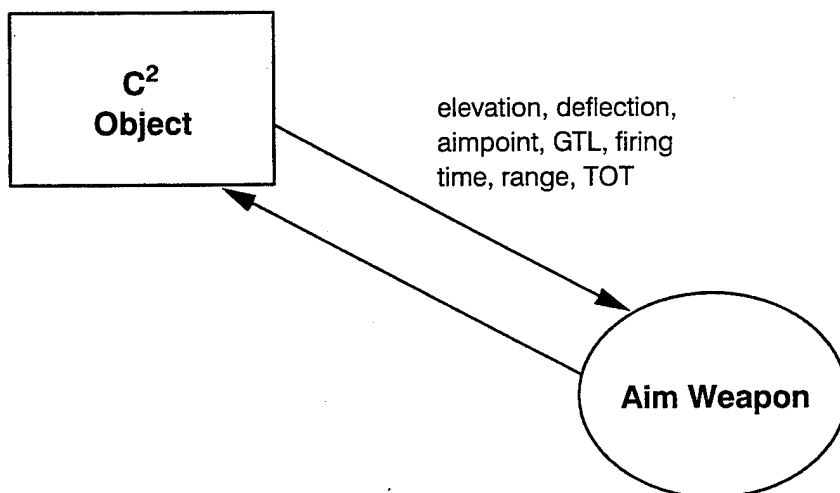 C²
Object
elevation, deflection,
aimpoint, GTL, firing
time, range, TOT
Aim Weapon